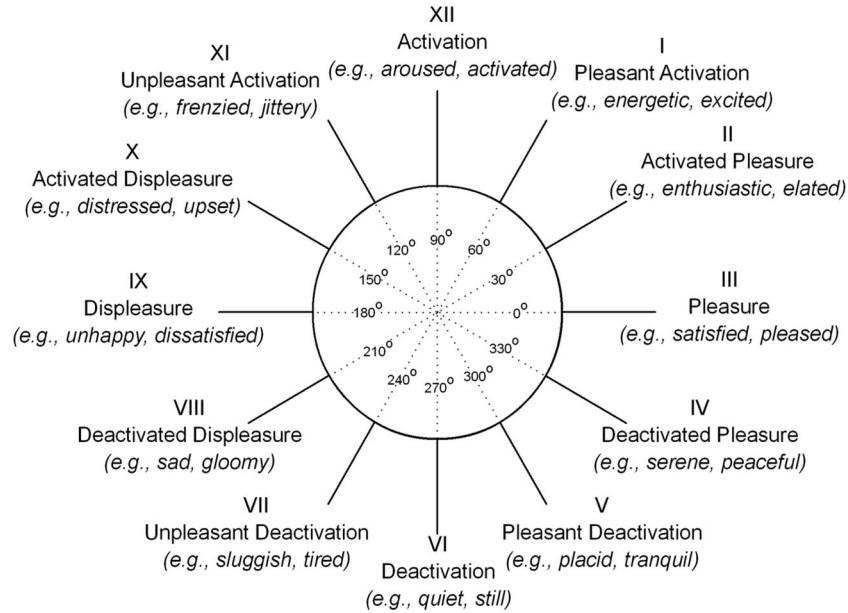 XII
Activation
(e.g., aroused, activated)
I
Pleasant Activation
(e.g., energetic, excited)
II
Activated Pleasure
(e.g., enthusiastic, elated)
III
Pleasure
(e.g., satisfied, pleased)
IV
Deactivated Pleasure
(e.g., serene, peaceful)
V
Pleasant Deactivation
(e.g., placid, tranquil)
VI
Deactivation
(e.g., quiet, still)
VII
Unpleasant Deactivation
(e.g., sluggish, tired)
VIII
Deactivated Displeasure
(e.g., sad, gloomy)
IX
Displeasure
(e.g., unhappy, dissatisfied)
X
Activated Displeasure
(e.g., distressed, upset)
XI
Unpleasant Activation
(e.g., frenzied, jittery)
90°
60°
30°
0°
330°
300°
270°
240°
210°
180°
150°
120°